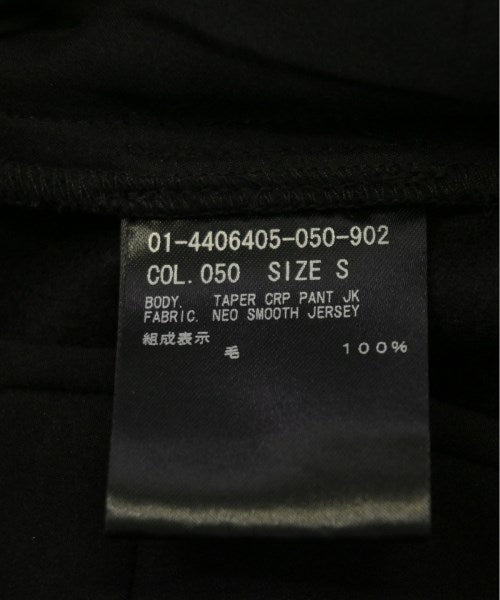 01-4406405-050-902
COL.050 SIZE S
BODY. TAPER CRP PANT JK
FABRIC. NEO SMOOTH JERSEY
組成表示
毛 100%